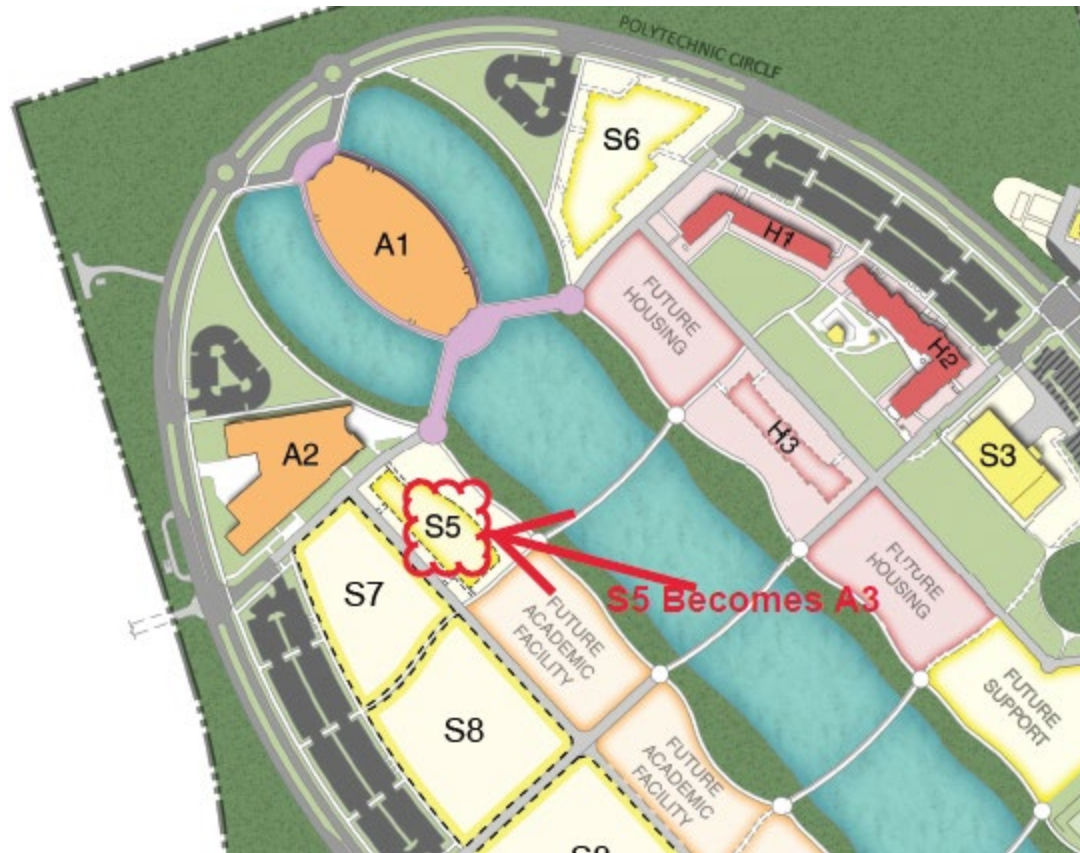 POLYTECHNIC CIRCLE
S6
A1
H1
FUTURE
HOUSING
H2
H3
S3
A2
S5
S7
S5 Becomes A3
FUTURE
HOUSING
FUTURE
ACADEMIC
FACILITY
FUTURE
SUPPORT
S8
FUTURE
ACADEMIC
FACILITY